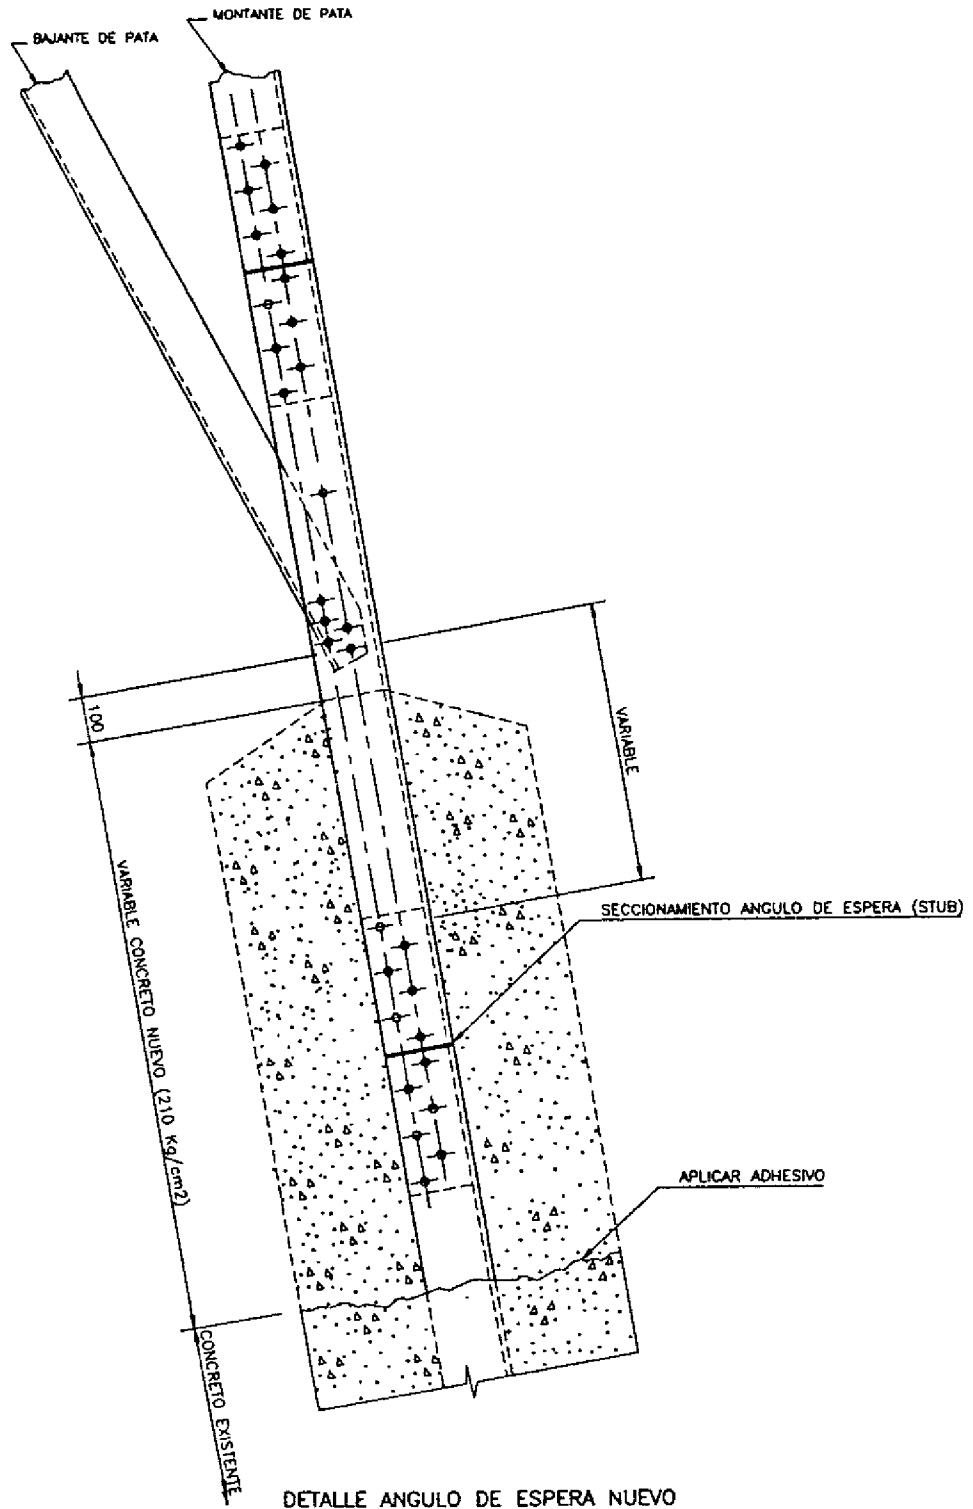 MONTANTE DE PATA
BAJANTE DE PATA
100
VARIABLE
VARIABLE CONCRETO NUEVO (210 Kg/cm2)
SECCIONAMIENTO ANGULO DE ESPERA (STUB)
APLICAR ADHESIVO
CONCRETO EXISTENTE
DETALLE ANGULO DE ESPERA NUEVO